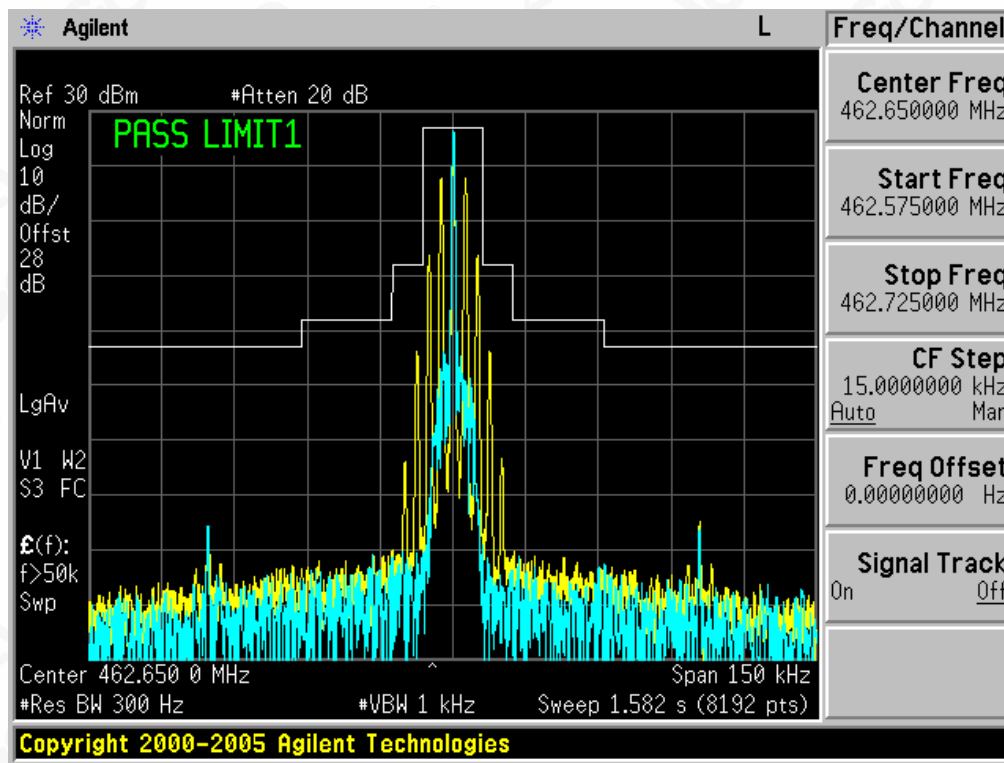 Agilent L Freq/Channel
Ref 30 dBm #Atten 20 dB
Norm
Log
10
dB/
Offst
28
dB
PASS LIMIT1
LgAv
V1 W2
S3 FC
£(f):
f>50k
Swp
Center 462.650 0 MHz Span 150 kHz
#Res BW 300 Hz #VBW 1 kHz Sweep 1.582 s (8192 pts)
Copyright 2000-2005 Agilent Technologies
Center Freq
462.650000 MHz
Start Freq
462.575000 MHz
Stop Freq
462.725000 MHz
CF Step
15.0000000 kHz
Auto Man
Freq Offset
0.00000000 Hz
Signal Track
On Off